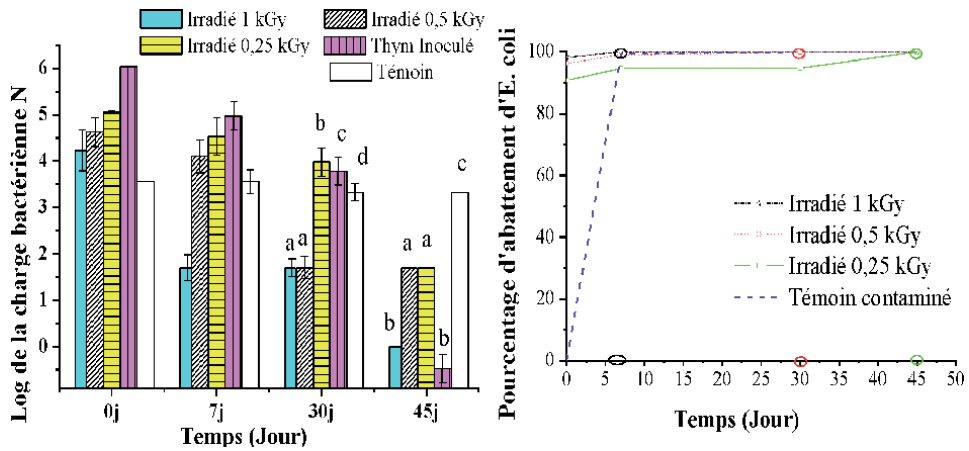 Irradié 1 kGy
Irradié 0,5 kGy
Irradié 0,25 kGy
Thym Inoculé
Témoin
Log de la charge bactériènne N
6
5
4
3
2
1
0
b
c
d
c
a a
a a
b
b
0j
7j
30j
45j
Temps (Jour)
Pourcentage d'abattement d'E. coli
100
80
60
40
20
0
Irradié 1 kGy
Irradié 0,5 kGy
Irradié 0,25 kGy
Témoin contaminé
0 5 10 15 20 25 30 35 40 45 50
Temps (Jour)